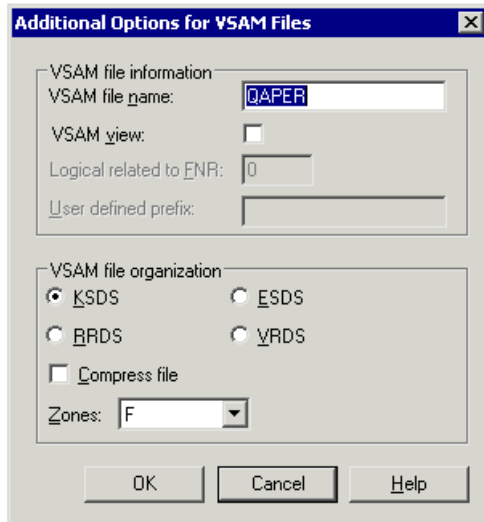 Additional Options for VSAM Files
VSAM file information
VSAM file name: QAPER
VSAM view:
Logical related to FNR: 0
User defined prefix:
VSAM file organization
KSDS ESDS
RRDS VRDS
Compress file
Zones: F
OK Cancel Help